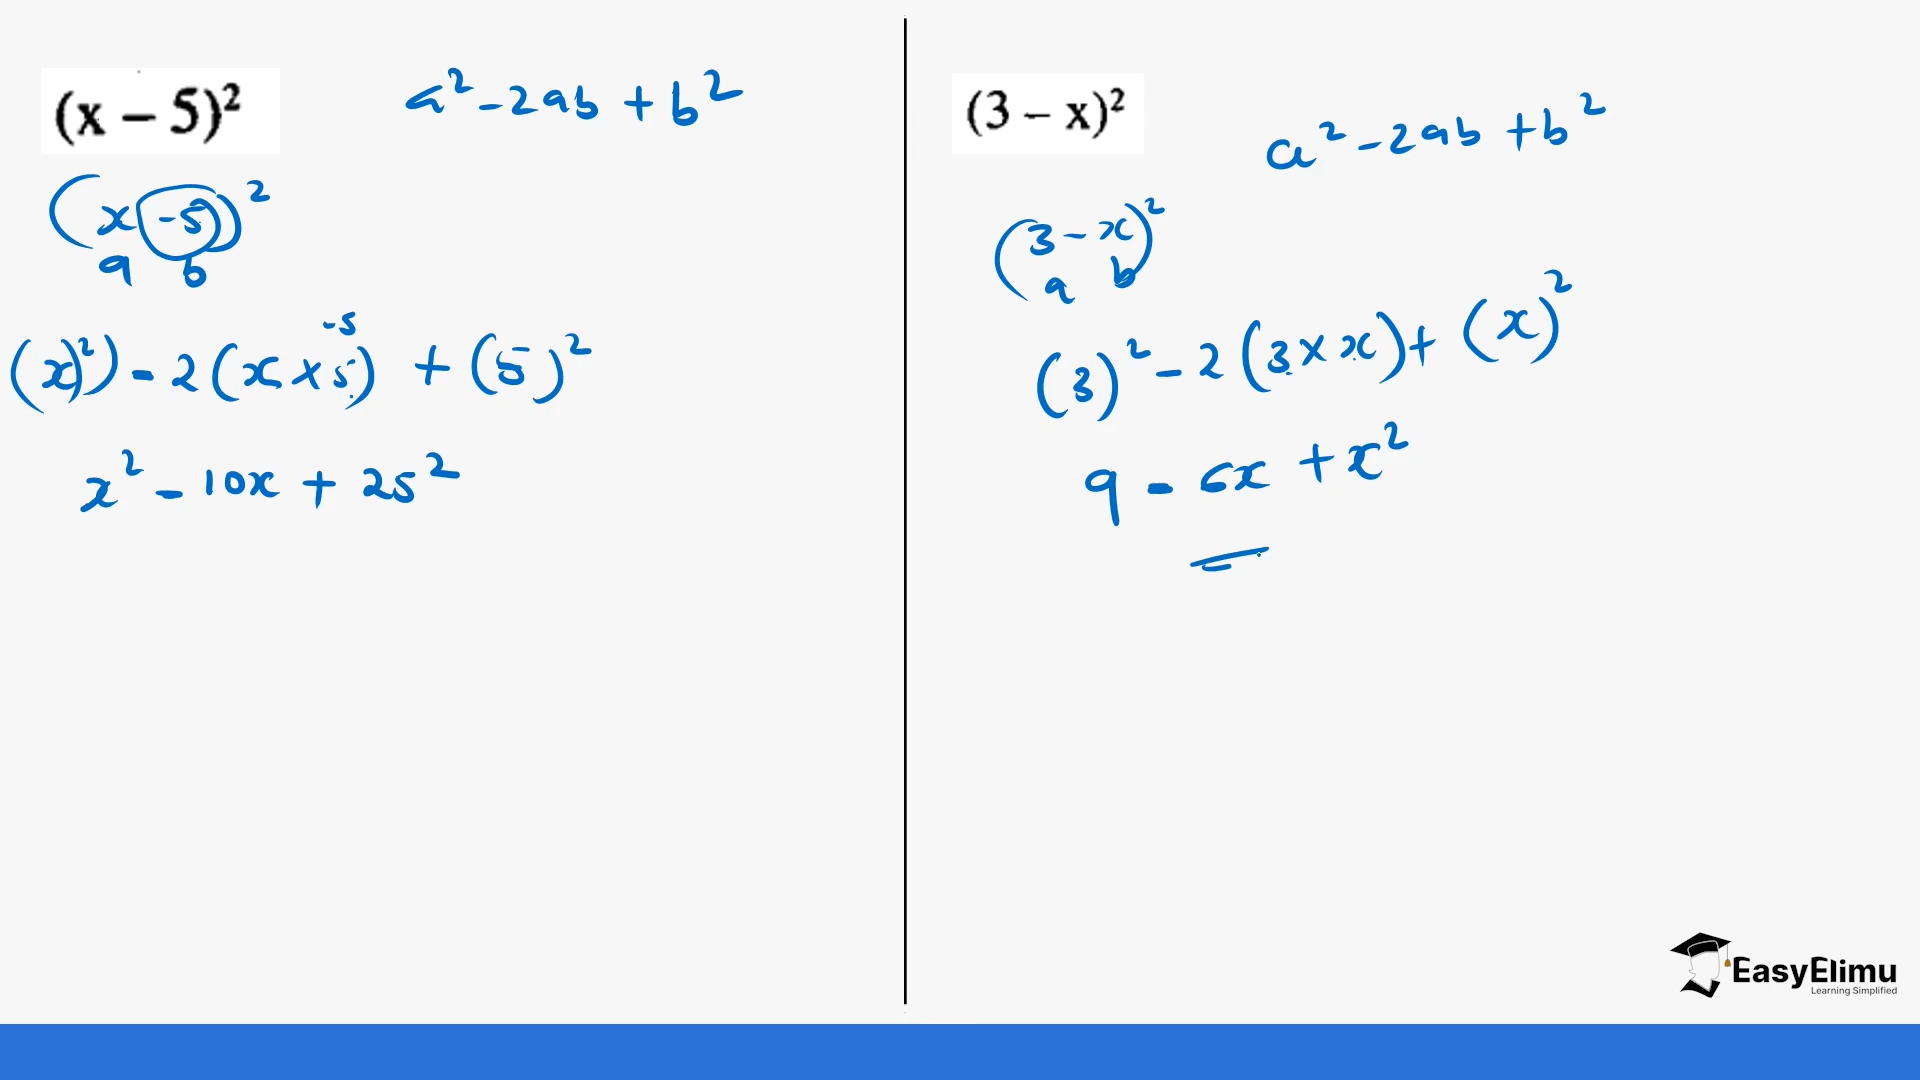 (x – 5)²
a² - 2ab + b²
(x -5)²
a b
-5
(x)²) - 2(x × 5) + (5)²
x² - 10x + 25²
(3 – x)²
a² - 2ab + b²
(3 - x)²
a b
(3)² - 2(3 × x) + (x)²
9 - 6x + x²
EasyElimu
Learning Simplified